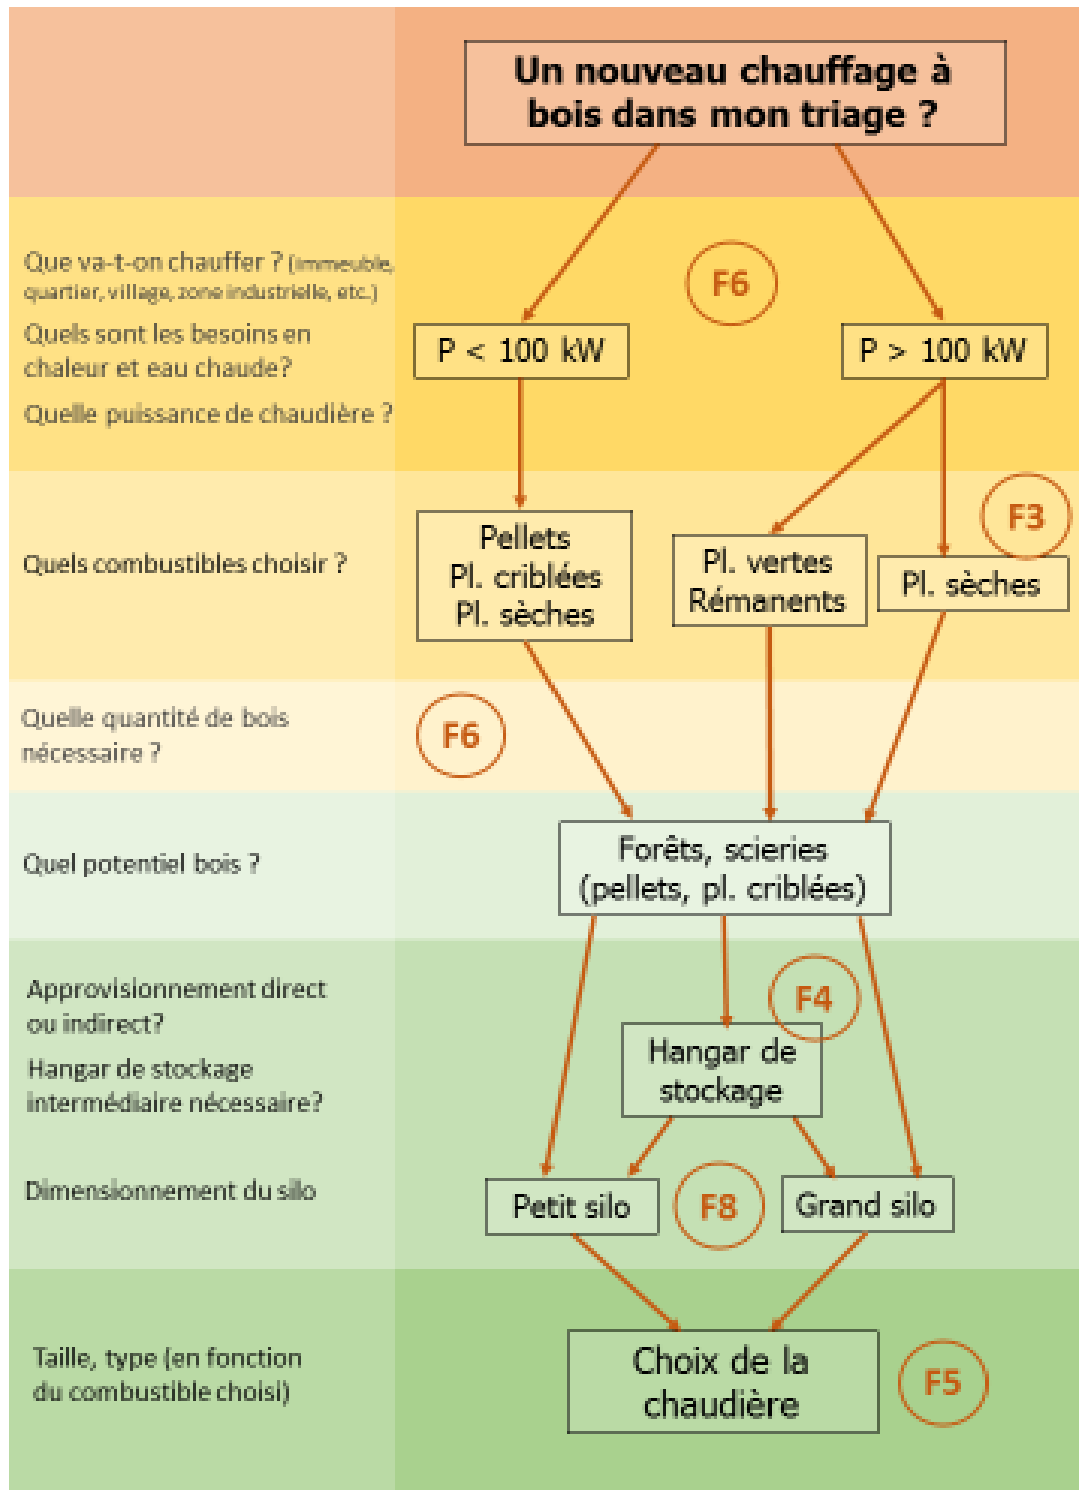 Un nouveau chauffage à
bois dans mon triage ?
Que va-t-on chauffer ? (immeuble,
quartier, village, zone industrielle, etc.)
Quels sont les besoins en
chaleur et eau chaude?
Quelle puissance de chaudière ?
F6
P < 100 kW
P > 100 kW
Quels combustibles choisir ?
Pellets
Pl. criblées
Pl. sèches
Pl. vertes
Rémanents
F3
Pl. sèches
Quelle quantité de bois
nécessaire ?
F6
Quel potentiel bois ?
Forêts, scieries
(pellets, pl. criblées)
Approvisionnement direct
ou indirect?
Hangar de stockage
intermédiaire nécessaire?
F4
Hangar de
stockage
Dimensionnement du silo
Petit silo
F8
Grand silo
Taille, type (en fonction
du combustible choisi)
Choix de la
chaudière
F5